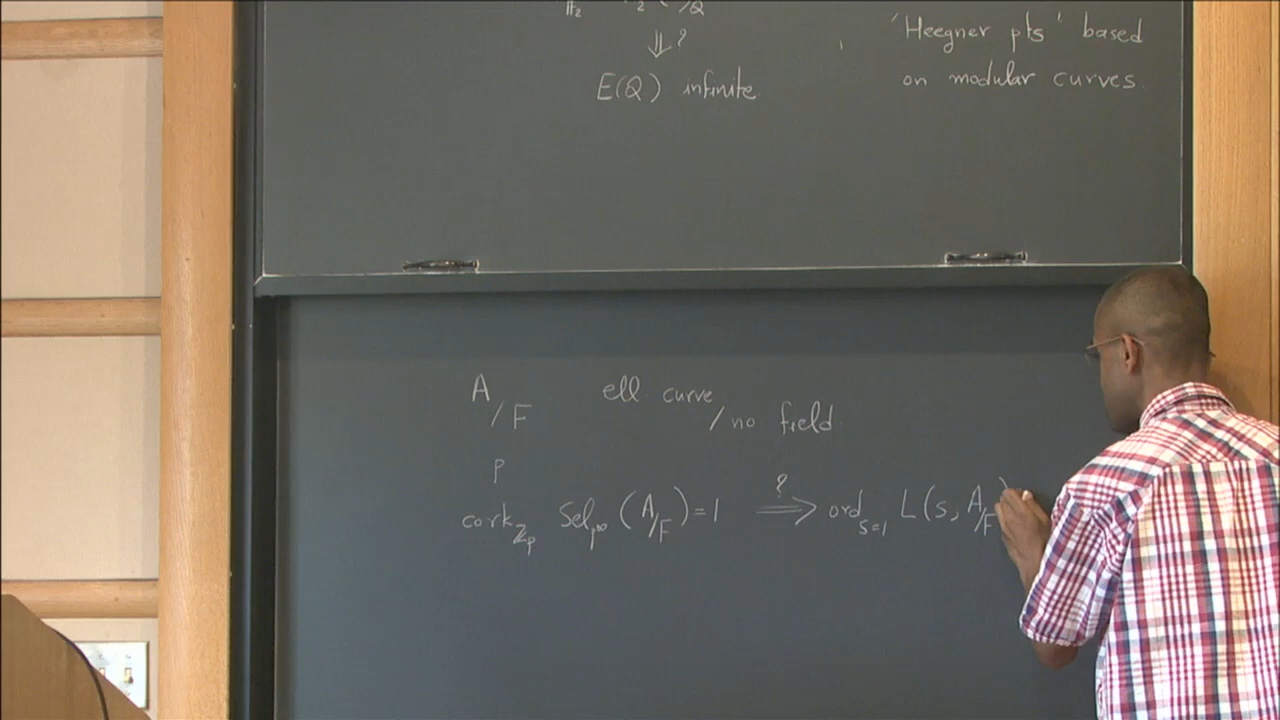 ⇓?
E(Q) infinite.
'Heegner pts' based
on modular curves.
A/F ell. curve/no field.
p
cork_{Z_p} Sel_{p^∞}(A/F)=1 ⟹? ord_{s=1} L(s, A/F)